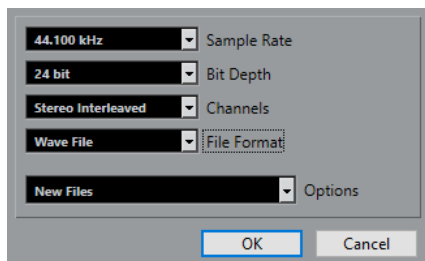 44.100 kHz Sample Rate
24 bit Bit Depth
Stereo Interleaved Channels
Wave File File Format
New Files Options
OK Cancel